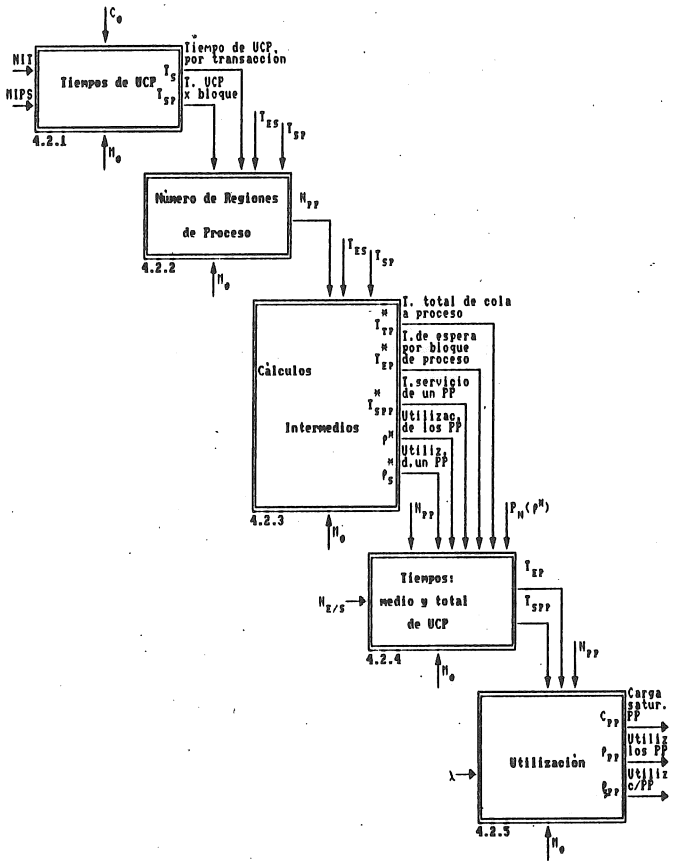 C₀
NIT
MIPS
Tiempos de UCP
T_S
T_SP
Tiempo de UCP,
por transacción
T. UCP
x bloque
4.2.1
M₀
T_ES
T_SP
Número de Regiones
de Proceso
N_PP
4.2.2
M₀
T_ES
T_SP
Cálculos
Intermedios
T*_TP
T*_EP
T*_SPP
ρ*
ρ*_S
T. total de cola
a proceso
T.de espera
por bloque
de proceso
T.servicio
de un PP
Utilizac,
de los PP
Utiliz,
d.un PP
4.2.3
M₀
N_PP
P_N(ρ*)
N_E/S
Tiempos:
medio y total
de UCP
T_EP
T_SPP
4.2.4
M₀
N_PP
λ
Utilización
C_PP
ρ_PP
Carga
satur.
PP
Utiliz
los PP
Utiliz
c/PP
4.2.5
M₀